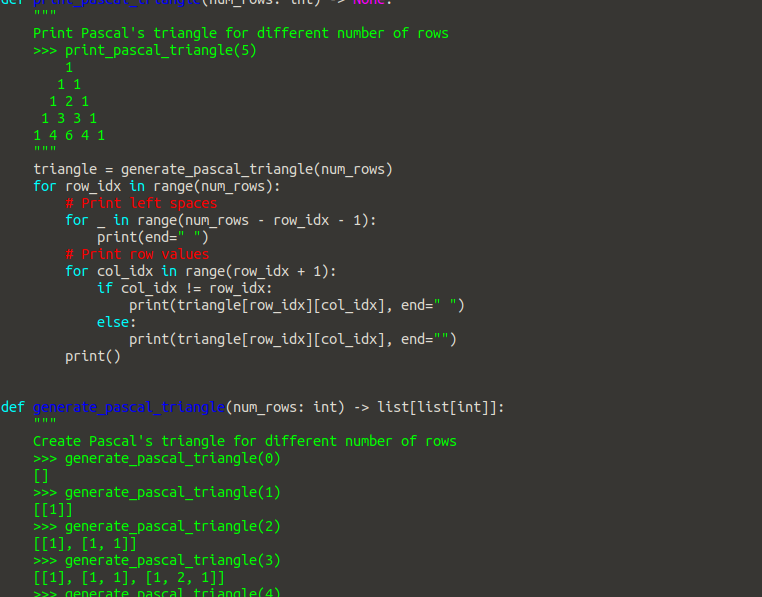 def print_pascal_triangle(num_rows: int) -> None:
    """
    Print Pascal's triangle for different number of rows
    >>> print_pascal_triangle(5)
        1
       1 1
      1 2 1
     1 3 3 1
    1 4 6 4 1
    """
    triangle = generate_pascal_triangle(num_rows)
    for row_idx in range(num_rows):
        # Print left spaces
        for _ in range(num_rows - row_idx - 1):
            print(end=" ")
        # Print row values
        for col_idx in range(row_idx + 1):
            if col_idx != row_idx:
                print(triangle[row_idx][col_idx], end=" ")
            else:
                print(triangle[row_idx][col_idx], end="")
        print()
def generate_pascal_triangle(num_rows: int) -> list[list[int]]:
    """
    Create Pascal's triangle for different number of rows
    >>> generate_pascal_triangle(0)
    []
    >>> generate_pascal_triangle(1)
    [[1]]
    >>> generate_pascal_triangle(2)
    [[1], [1, 1]]
    >>> generate_pascal_triangle(3)
    [[1], [1, 1], [1, 2, 1]]
    >>> generate_pascal_triangle(4)